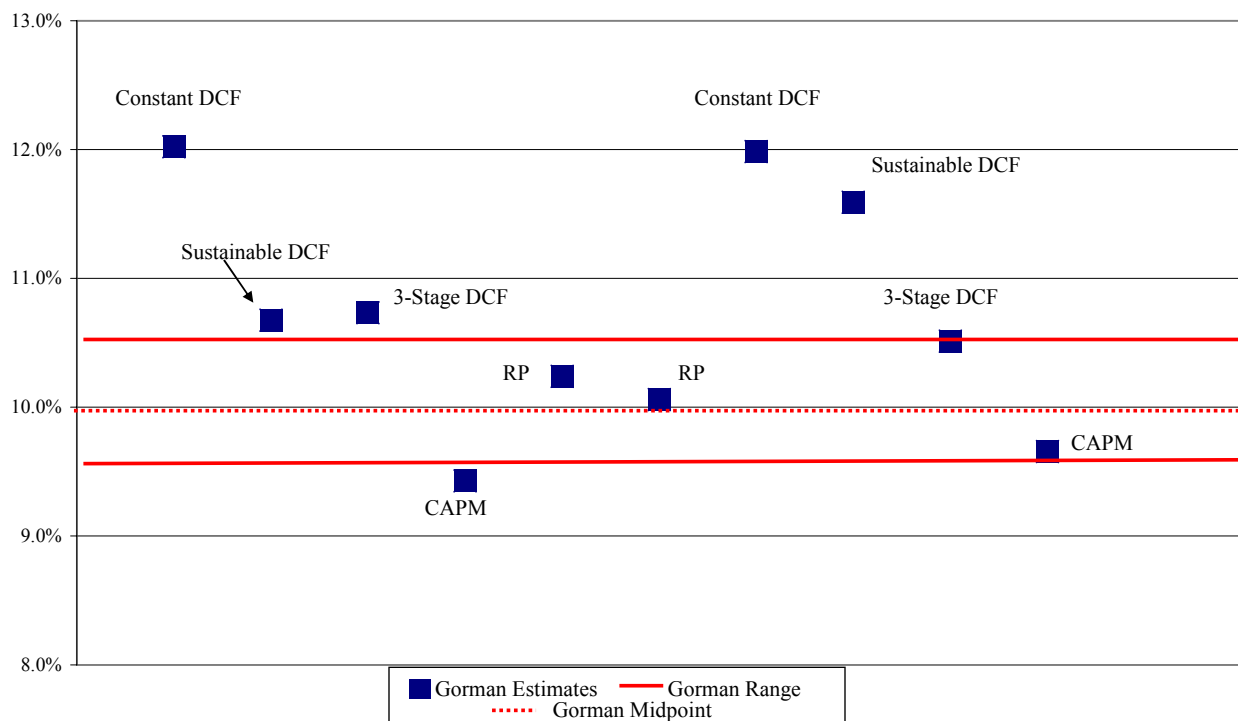 13.0%
Constant DCF
Constant DCF
12.0%
Sustainable DCF
Sustainable DCF
11.0%
3-Stage DCF
3-Stage DCF
RP
RP
10.0%
CAPM
CAPM
9.0%
8.0%
Gorman Estimates
Gorman Range
Gorman Midpoint